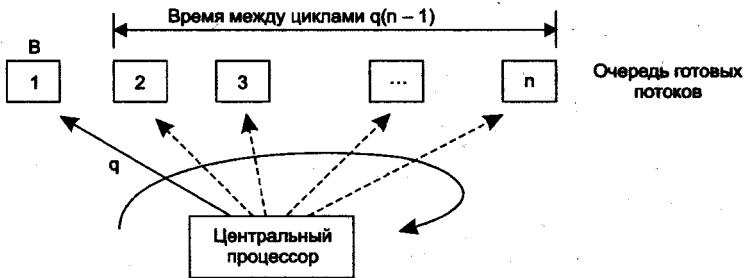 Время между циклами q(n – 1)
В
1
2
3
...
n
Очередь готовых
потоков
q
Центральный
процессор